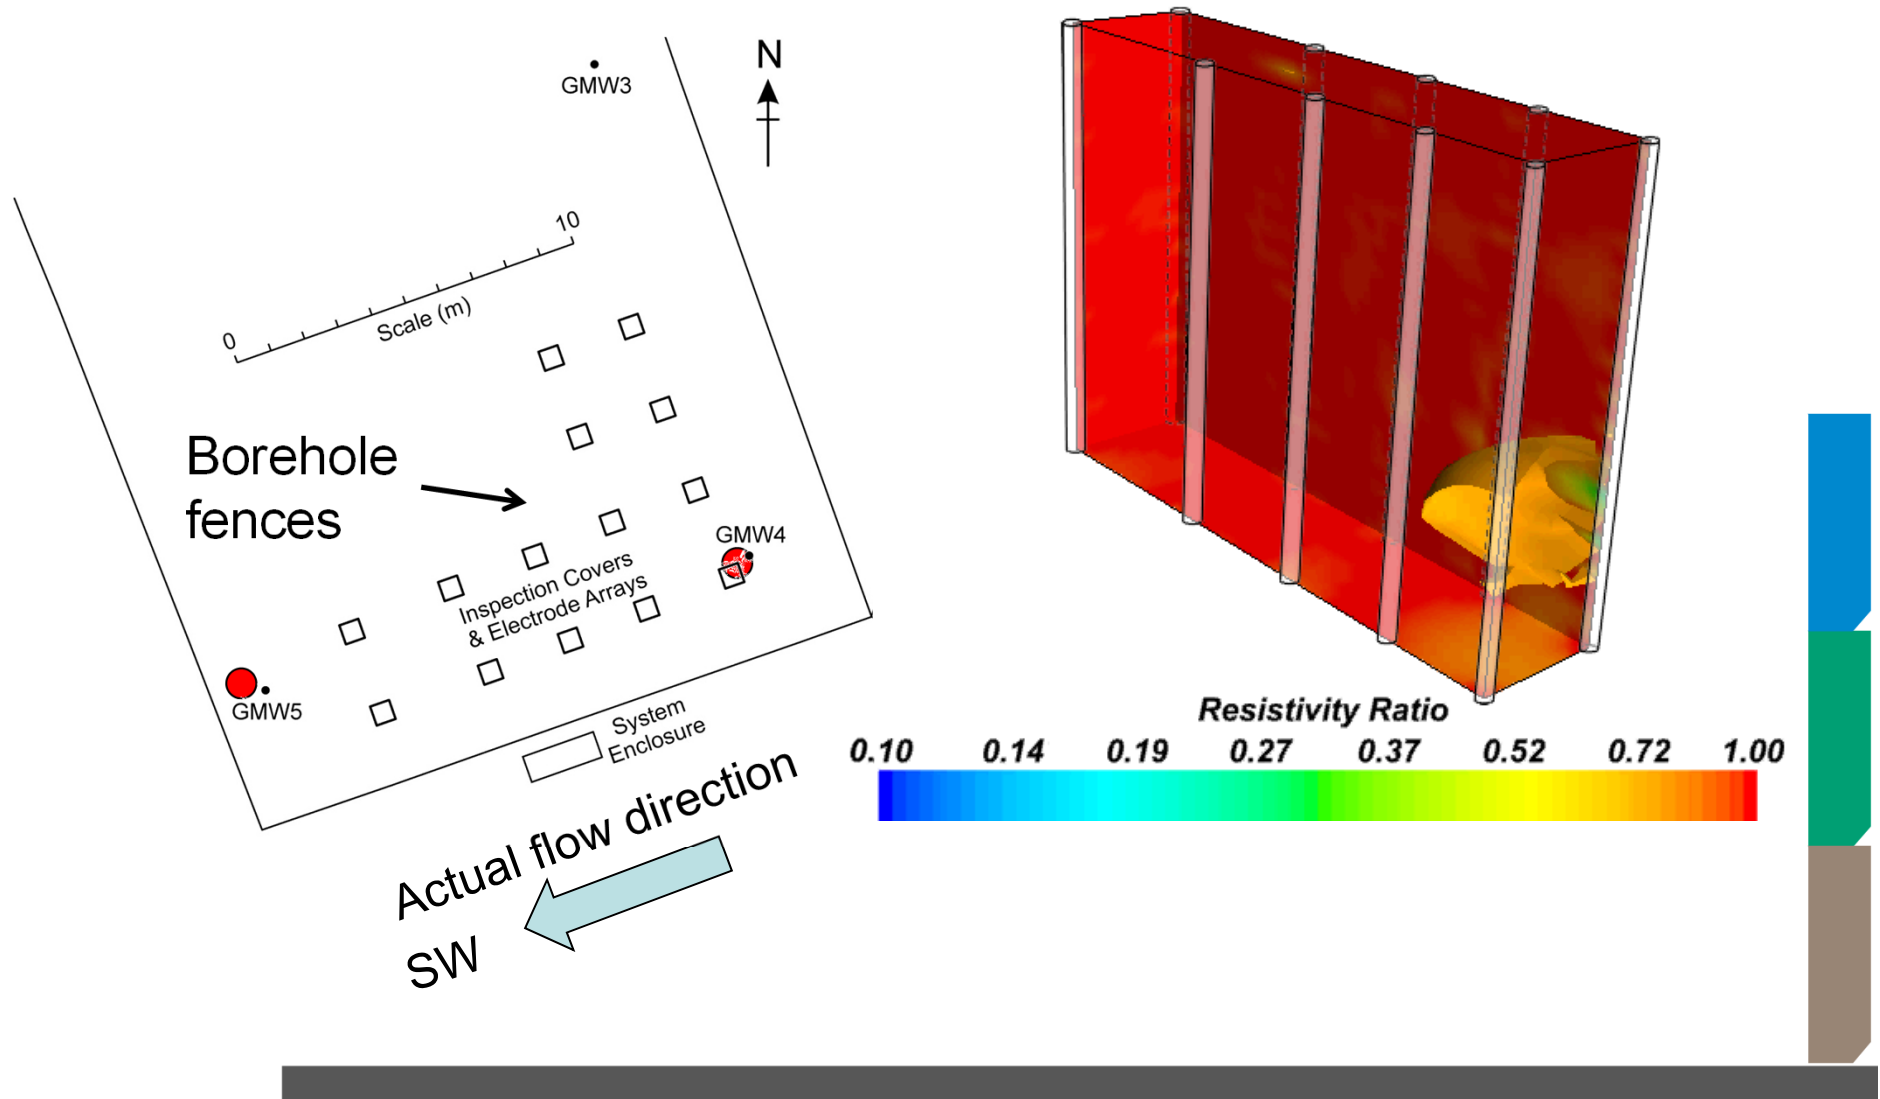 N
GMW3
10
0
Scale (m)
Borehole
fences
GMW4
Inspection Covers
& Electrode Arrays
GMW5
System
Enclosure
Actual flow direction
SW
Resistivity Ratio
0.10 0.14 0.19 0.27 0.37 0.52 0.72 1.00